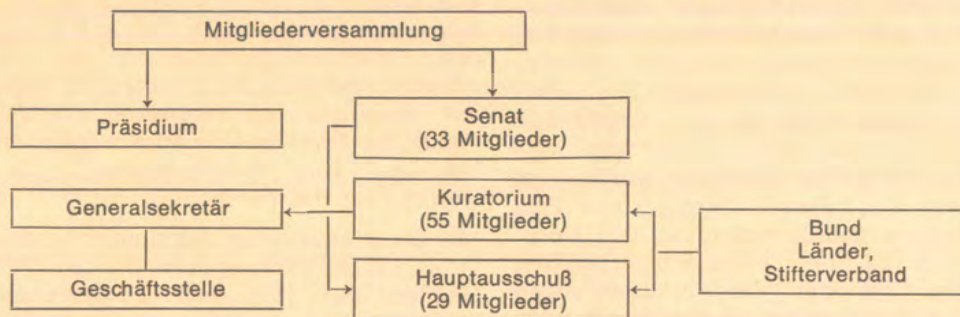 Mitgliederversammlung
Präsidium
Senat
(33 Mitglieder)
Generalsekretär
Kuratorium
(55 Mitglieder)
Bund
Länder,
Stifterverband
Geschäftsstelle
Hauptausschuß
(29 Mitglieder)